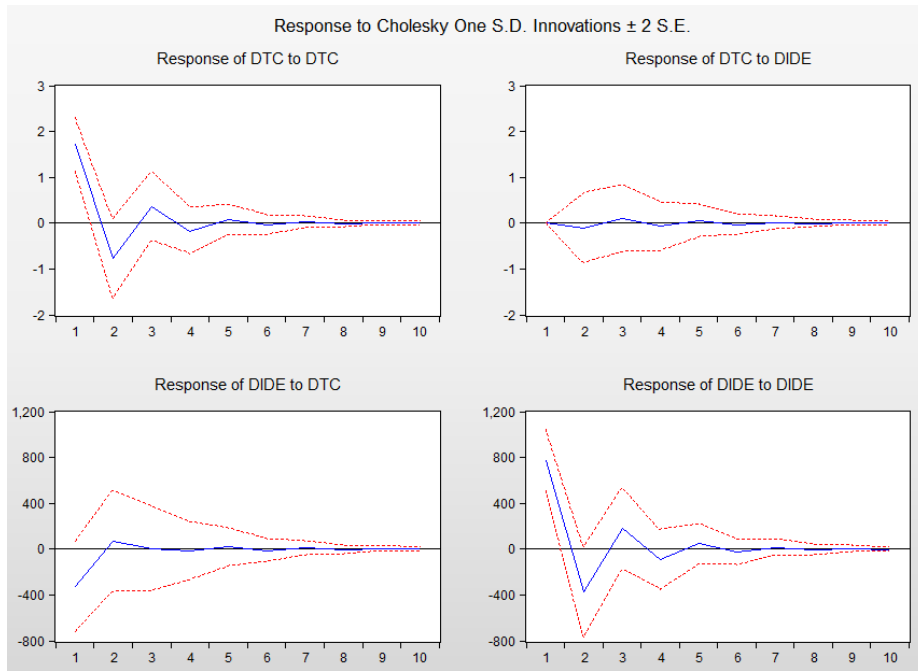 Response to Cholesky One S.D. Innovations ± 2 S.E.
Response of DTC to DTC
3
2
1
0
-1
-2
1 2 3 4 5 6 7 8 9 10
Response of DTC to DIDE
3
2
1
0
-1
-2
1 2 3 4 5 6 7 8 9 10
Response of DIDE to DTC
1,200
800
400
0
-400
-800
1 2 3 4 5 6 7 8 9 10
Response of DIDE to DIDE
1,200
800
400
0
-400
-800
1 2 3 4 5 6 7 8 9 10